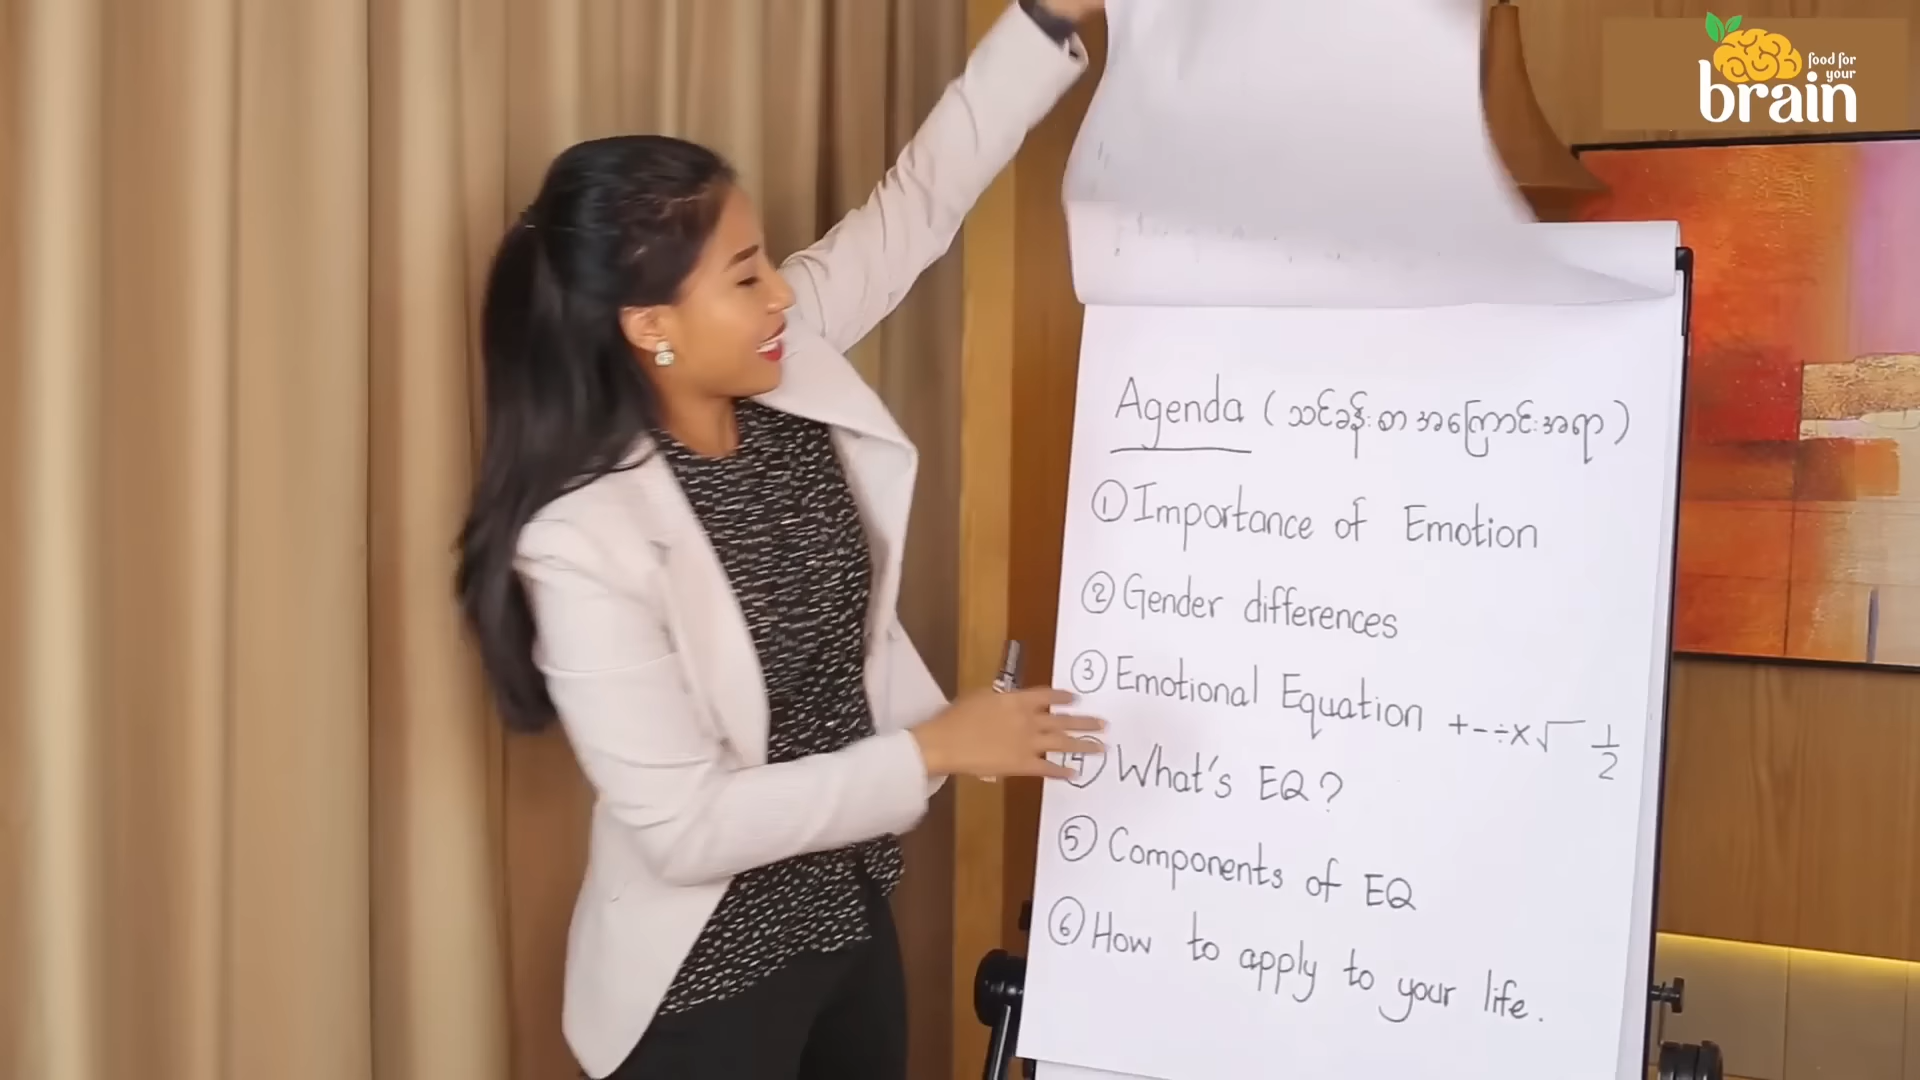 food for
your
brain
Agenda (သင်ခန်းစာ အကြောင်းအရာ)
① Importance of Emotion
② Gender differences
③ Emotional Equation + - ÷ × √ 1/2
④ What's EQ?
⑤ Components of EQ
⑥ How to apply to your life.